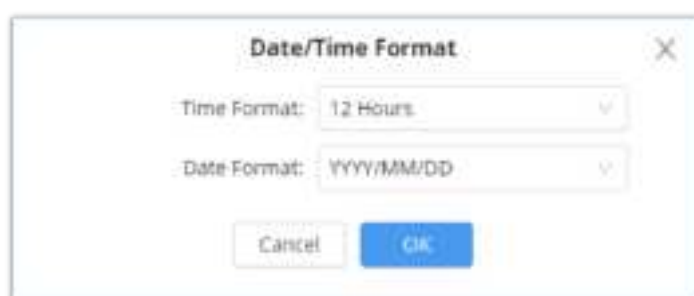 Date/Time Format
Time Format: 12 Hours
Date Format: YYYY/MM/DD
Cancel OK